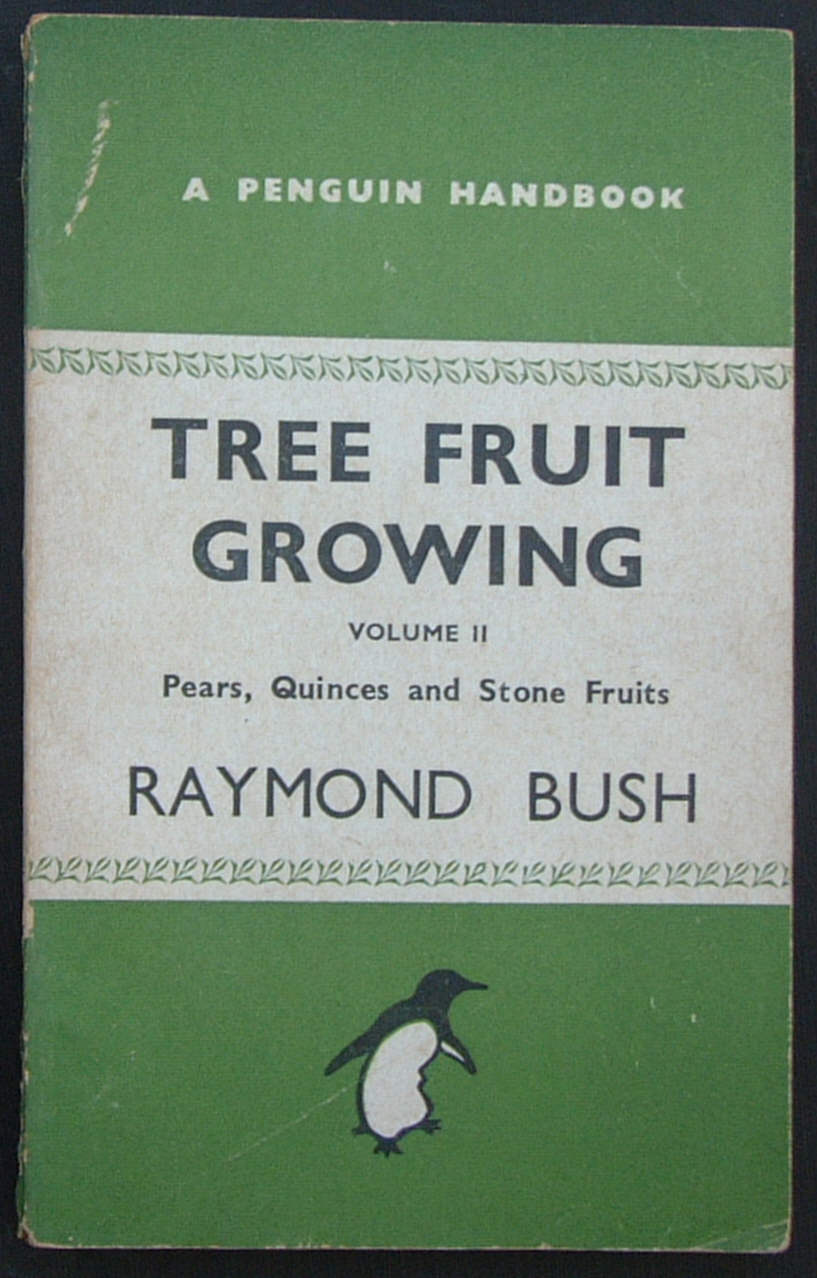 A PENGUIN HANDBOOK
TREE FRUIT
GROWING
VOLUME II
Pears, Quinces and Stone Fruits
RAYMOND BUSH